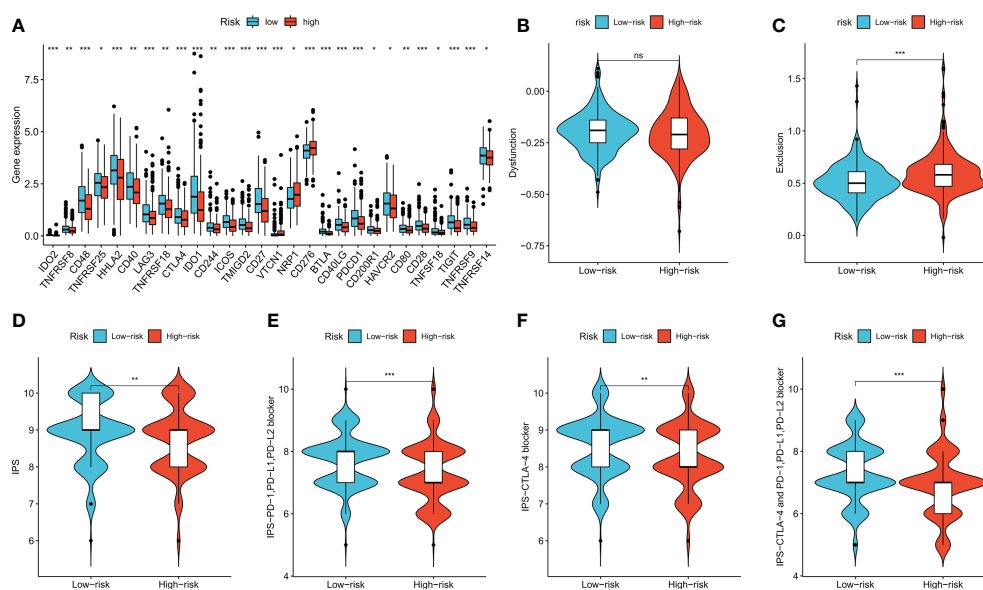 A
Risk low high
Gene expression
7.5
5.0
2.5
0.0
*** ** *** * *** ** *** *** *** *** *** *** *** *** *** * *** *** *** *** * * *** ** *** * *** *** *
IDO2
TNFRSF8
CD48
TNFRSF25
HHLA2
CD40
LAG3
TNFRSF18
CTLA4
IDO1
CD244
ICOS
TMIGD2
CD27
VTCN1
NRP1
CD276
BTLA
CD40LG
PDCD1
CD200R1
HAVCR2
CD80
CD28
TNFSF18
TIGIT
TNFRSF9
TNFRSF14
B
risk Low-risk High-risk
ns
Dysfunction
0.00
-0.25
-0.50
-0.75
Low-risk High-risk
C
risk Low-risk High-risk
***
Exclusion
1.5
1.0
0.5
0.0
Low-risk High-risk
D
Risk Low-risk High-risk
**
IPS
10
9
8
7
6
Low-risk High-risk
E
Risk Low-risk High-risk
***
IPS-PD-1,PD-L1,PD-L2 blocker
10
8
6
4
Low-risk High-risk
F
Risk Low-risk High-risk
**
IPS-CTLA-4 blocker
10
9
8
7
6
Low-risk High-risk
G
Risk Low-risk High-risk
***
IPS-CTLA-4 and PD-1,PD-L1,PD-L2 blocker
10
8
6
4
Low-risk High-risk